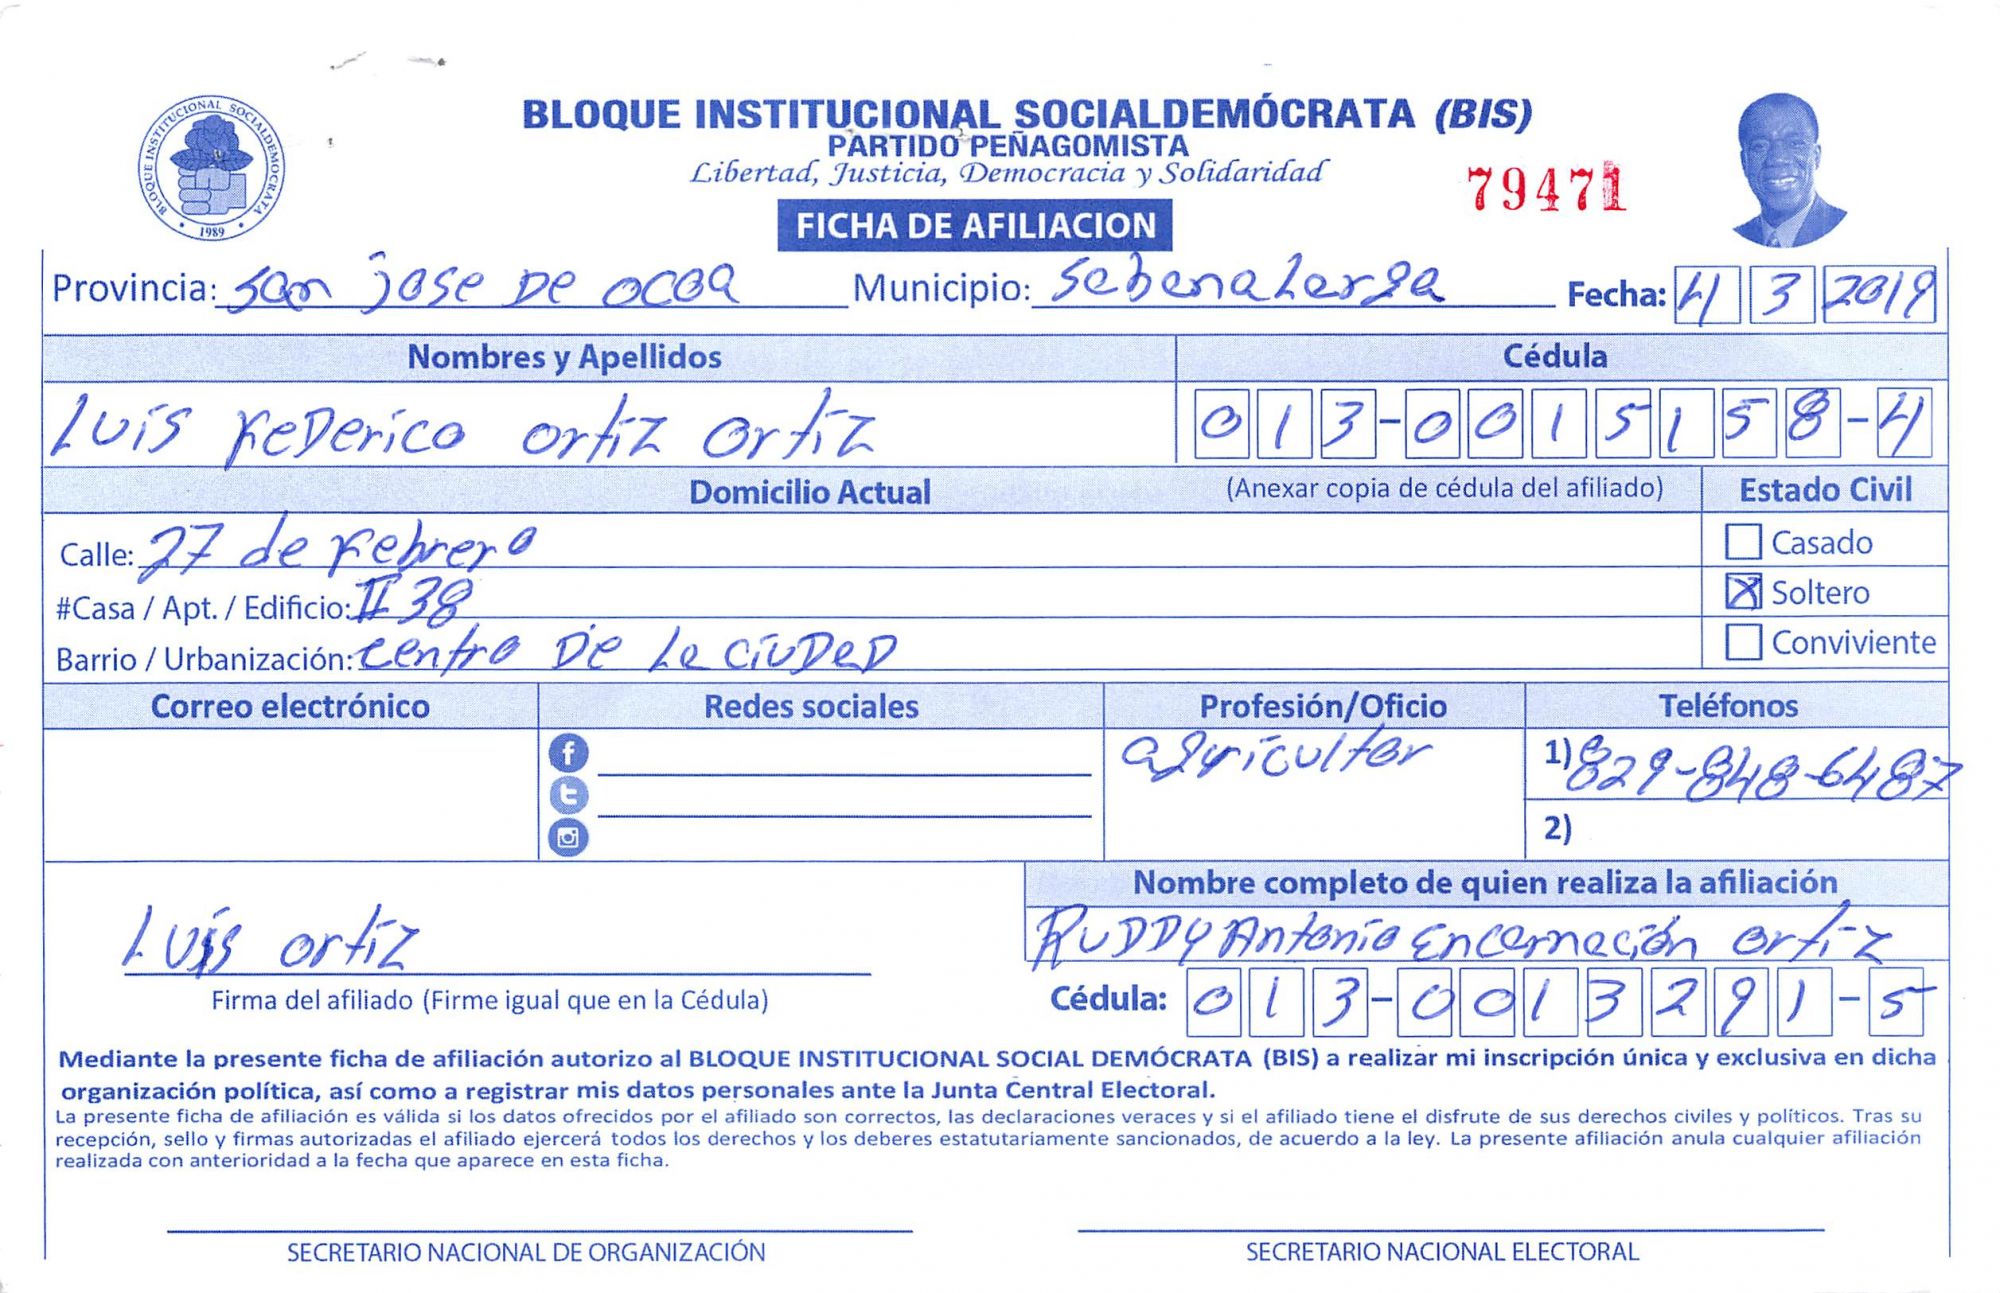 BLOQUE INSTITUCIONAL SOCIALDEMOCRATA
1989
BLOQUE INSTITUCIONAL SOCIALDEMÓCRATA (BIS)
PARTIDO PEÑAGOMISTA
Libertad, Justicia, Democracia y Solidaridad
79471
FICHA DE AFILIACION
Provincia: San jose De ocoa Municipio: Sabana Larga Fecha: 4 3 2019
Nombres y Apellidos Cédula
Luis Federico Ortiz Ortiz 013-0015158-4
Domicilio Actual (Anexar copia de cédula del afiliado) Estado Civil
Calle: 27 de Febrero Casado
#Casa / Apt. / Edificio: # 38 X Soltero
Barrio / Urbanización: centro De La ciuDaD Conviviente
Correo electrónico Redes sociales Profesión/Oficio Teléfonos
agricultor 1) 829-848-6487
2)
Nombre completo de quien realiza la afiliación
Luis Ortiz RuDDy Antonio Encarnación Ortiz
Firma del afiliado (Firme igual que en la Cédula) Cédula: 013-0013291-5
Mediante la presente ficha de afiliación autorizo al BLOQUE INSTITUCIONAL SOCIAL DEMÓCRATA (BIS) a realizar mi inscripción única y exclusiva en dicha
organización política, así como a registrar mis datos personales ante la Junta Central Electoral.
La presente ficha de afiliación es válida si los datos ofrecidos por el afiliado son correctos, las declaraciones veraces y si el afiliado tiene el disfrute de sus derechos civiles y políticos. Tras su
recepción, sello y firmas autorizadas el afiliado ejercerá todos los derechos y los deberes estatutariamente sancionados, de acuerdo a la ley. La presente afiliación anula cualquier afiliación
realizada con anterioridad a la fecha que aparece en esta ficha.
SECRETARIO NACIONAL DE ORGANIZACIÓN SECRETARIO NACIONAL ELECTORAL